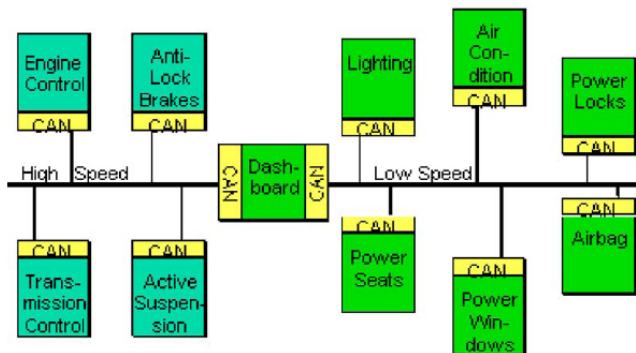 Engine
Control
CAN
Anti-
Lock
Brakes
CAN
Lighting
CAN
Air
Con-
dition
CAN
Power
Locks
CAN
High Speed
CAN
Dash-
board
CAN
Low Speed
CAN
Trans-
mission
Control
CAN
Active
Suspen-
sion
CAN
Power
Seats
CAN
Power
Win-
dows
CAN
Airbag